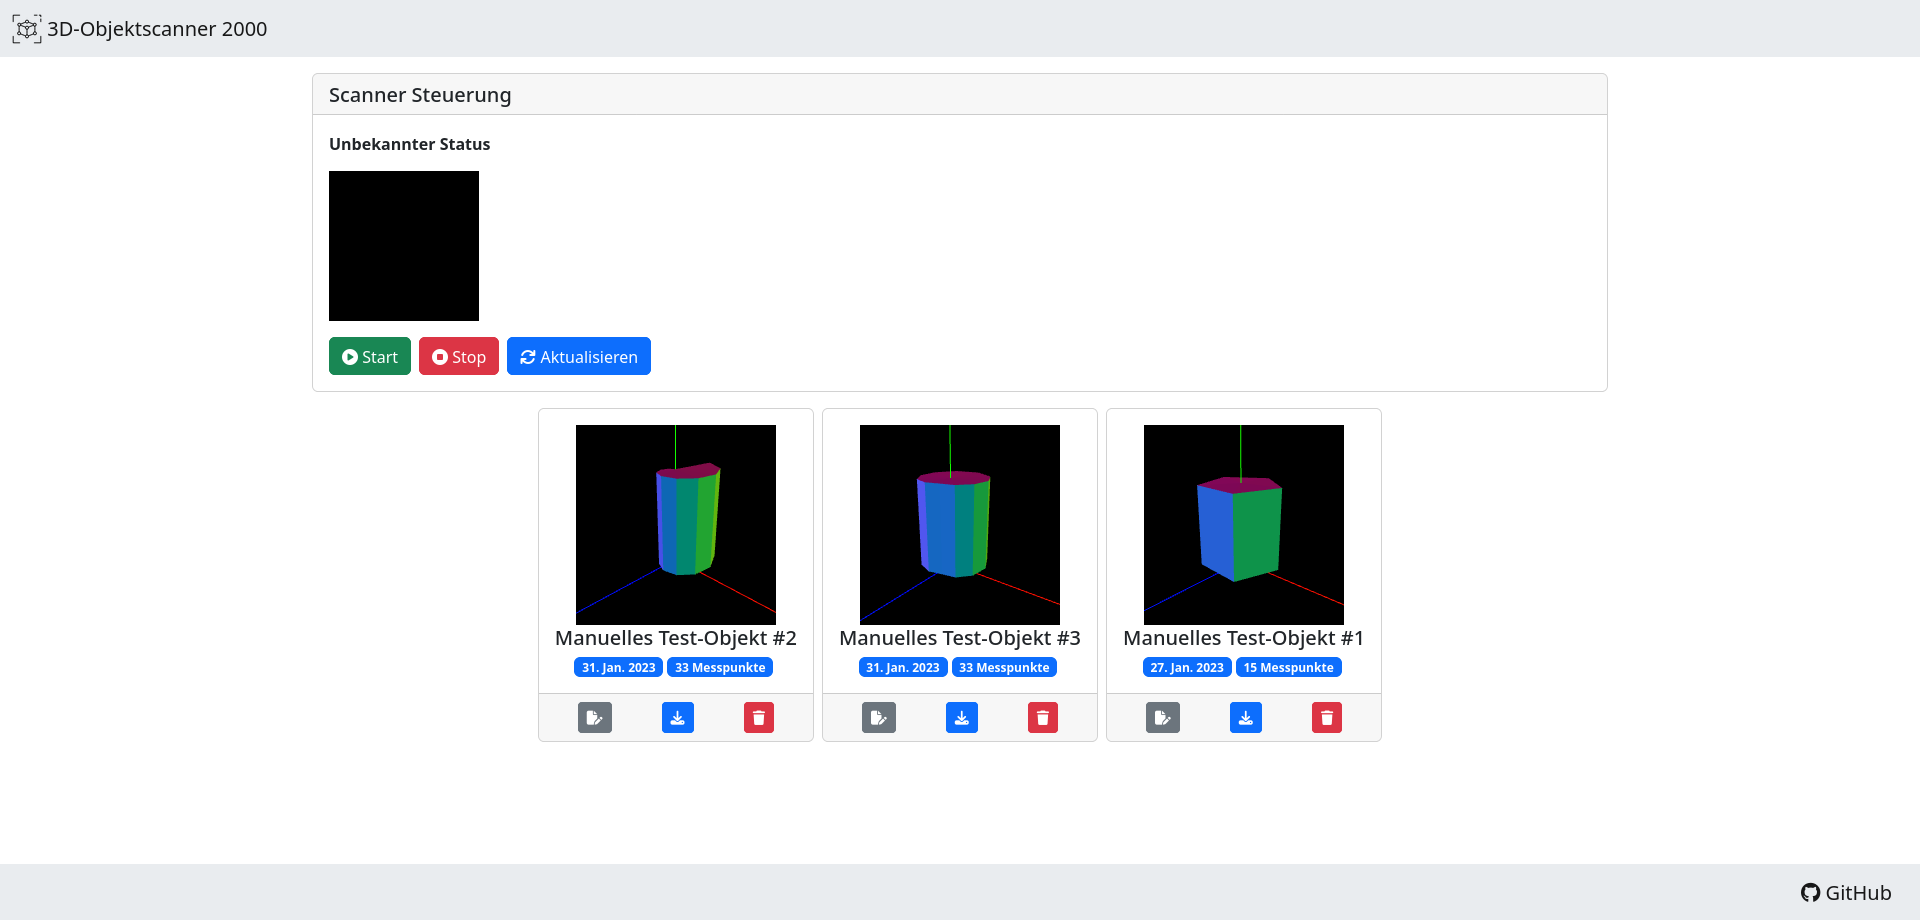 3D-Objektscanner 2000
Scanner Steuerung
Unbekannter Status
Start Stop Aktualisieren
Manuelles Test-Objekt #2
31. Jan. 2023 33 Messpunkte
Manuelles Test-Objekt #3
31. Jan. 2023 33 Messpunkte
Manuelles Test-Objekt #1
27. Jan. 2023 15 Messpunkte
GitHub